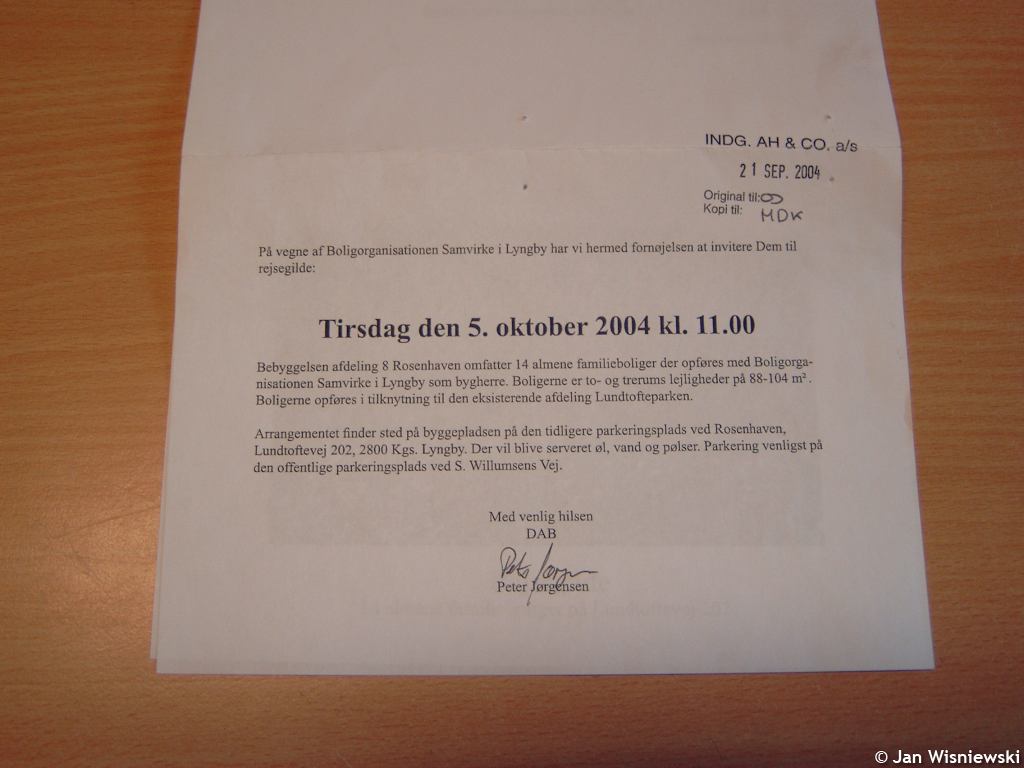 INDG. AH & CO. a/s
21 SEP. 2004
Original til:
Kopi til: MDK
På vegne af Boligorganisationen Samvirke i Lyngby har vi hermed fornøjelsen at invitere Dem til
rejsegilde:
Tirsdag den 5. oktober 2004 kl. 11.00
Bebyggelsen afdeling 8 Rosenhaven omfatter 14 almene familieboliger der opføres med Boligorga-
nisationen Samvirke i Lyngby som bygherre. Boligerne er to- og trerums lejligheder på 88-104 m².
Boligerne opføres i tilknytning til den eksisterende afdeling Lundtofteparken.
Arrangementet finder sted på byggepladsen på den tidligere parkeringsplads ved Rosenhaven,
Lundtoftevej 202, 2800 Kgs. Lyngby. Der vil blive serveret øl, vand og pølser. Parkering venligst på
den offentlige parkeringsplads ved S. Willumsens Vej.
Med venlig hilsen
DAB
Peter Jørgensen
© Jan Wisniewski